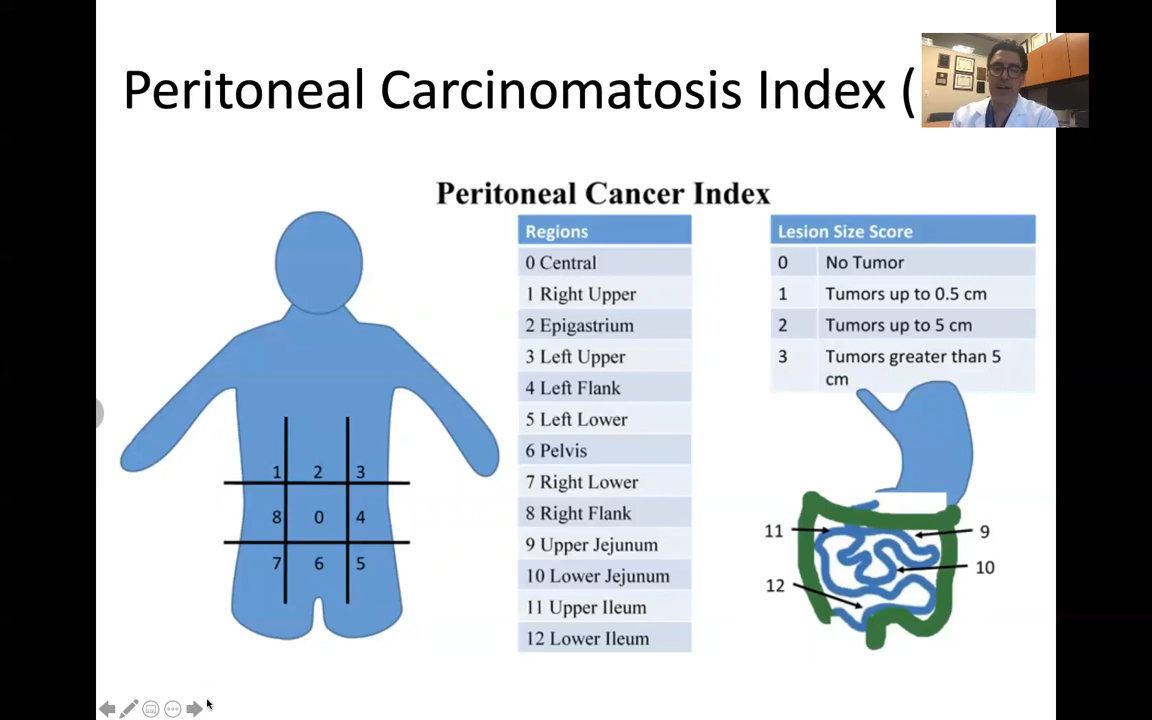 Peritoneal Carcinomatosis Index (
Peritoneal Cancer Index
1 2 3
8 0 4
7 6 5
Regions
0 Central
1 Right Upper
2 Epigastrium
3 Left Upper
4 Left Flank
5 Left Lower
6 Pelvis
7 Right Lower
8 Right Flank
9 Upper Jejunum
10 Lower Jejunum
11 Upper Ileum
12 Lower Ileum
Lesion Size Score
0 No Tumor
1 Tumors up to 0.5 cm
2 Tumors up to 5 cm
3 Tumors greater than 5
cm
11
9
10
12